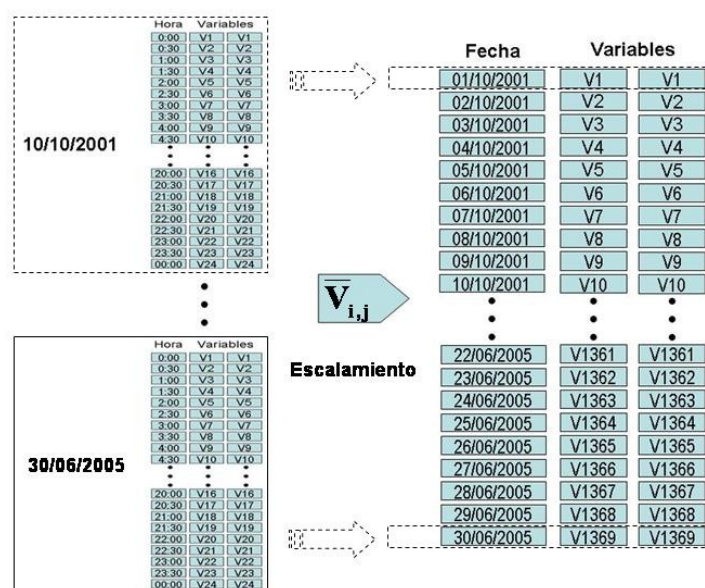 Hora Variables
0:00 V1 V1
0:30 V2 V2
1:00 V3 V3
1:30 V4 V4
2:00 V5 V5
2:30 V6 V6
3:00 V7 V7
3:30 V8 V8
4:00 V9 V9
4:30 V10 V10
10/10/2001
20:00 V16 V16
20:30 V17 V17
21:00 V18 V18
21:30 V19 V19
22:00 V20 V20
22:30 V21 V21
23:00 V22 V22
23:30 V23 V23
00:00 V24 V24
Hora Variables
0:00 V1 V1
0:30 V2 V2
1:00 V3 V3
1:30 V4 V4
2:00 V5 V5
2:30 V6 V6
3:00 V7 V7
3:30 V8 V8
4:00 V9 V9
4:30 V10 V10
30/06/2005
20:00 V16 V16
20:30 V17 V17
21:00 V18 V18
21:30 V19 V19
22:00 V20 V20
22:30 V21 V21
23:00 V22 V22
23:30 V23 V23
00:00 V24 V24
V̅i,j
Escalamiento
Fecha Variables
01/10/2001 V1 V1
02/10/2001 V2 V2
03/10/2001 V3 V3
04/10/2001 V4 V4
05/10/2001 V5 V5
06/10/2001 V6 V6
07/10/2001 V7 V7
08/10/2001 V8 V8
09/10/2001 V9 V9
10/10/2001 V10 V10
22/06/2005 V1361 V1361
23/06/2005 V1362 V1362
24/06/2005 V1363 V1363
25/06/2005 V1364 V1364
26/06/2005 V1365 V1365
27/06/2005 V1366 V1366
28/06/2005 V1367 V1367
29/06/2005 V1368 V1368
30/06/2005 V1369 V1369